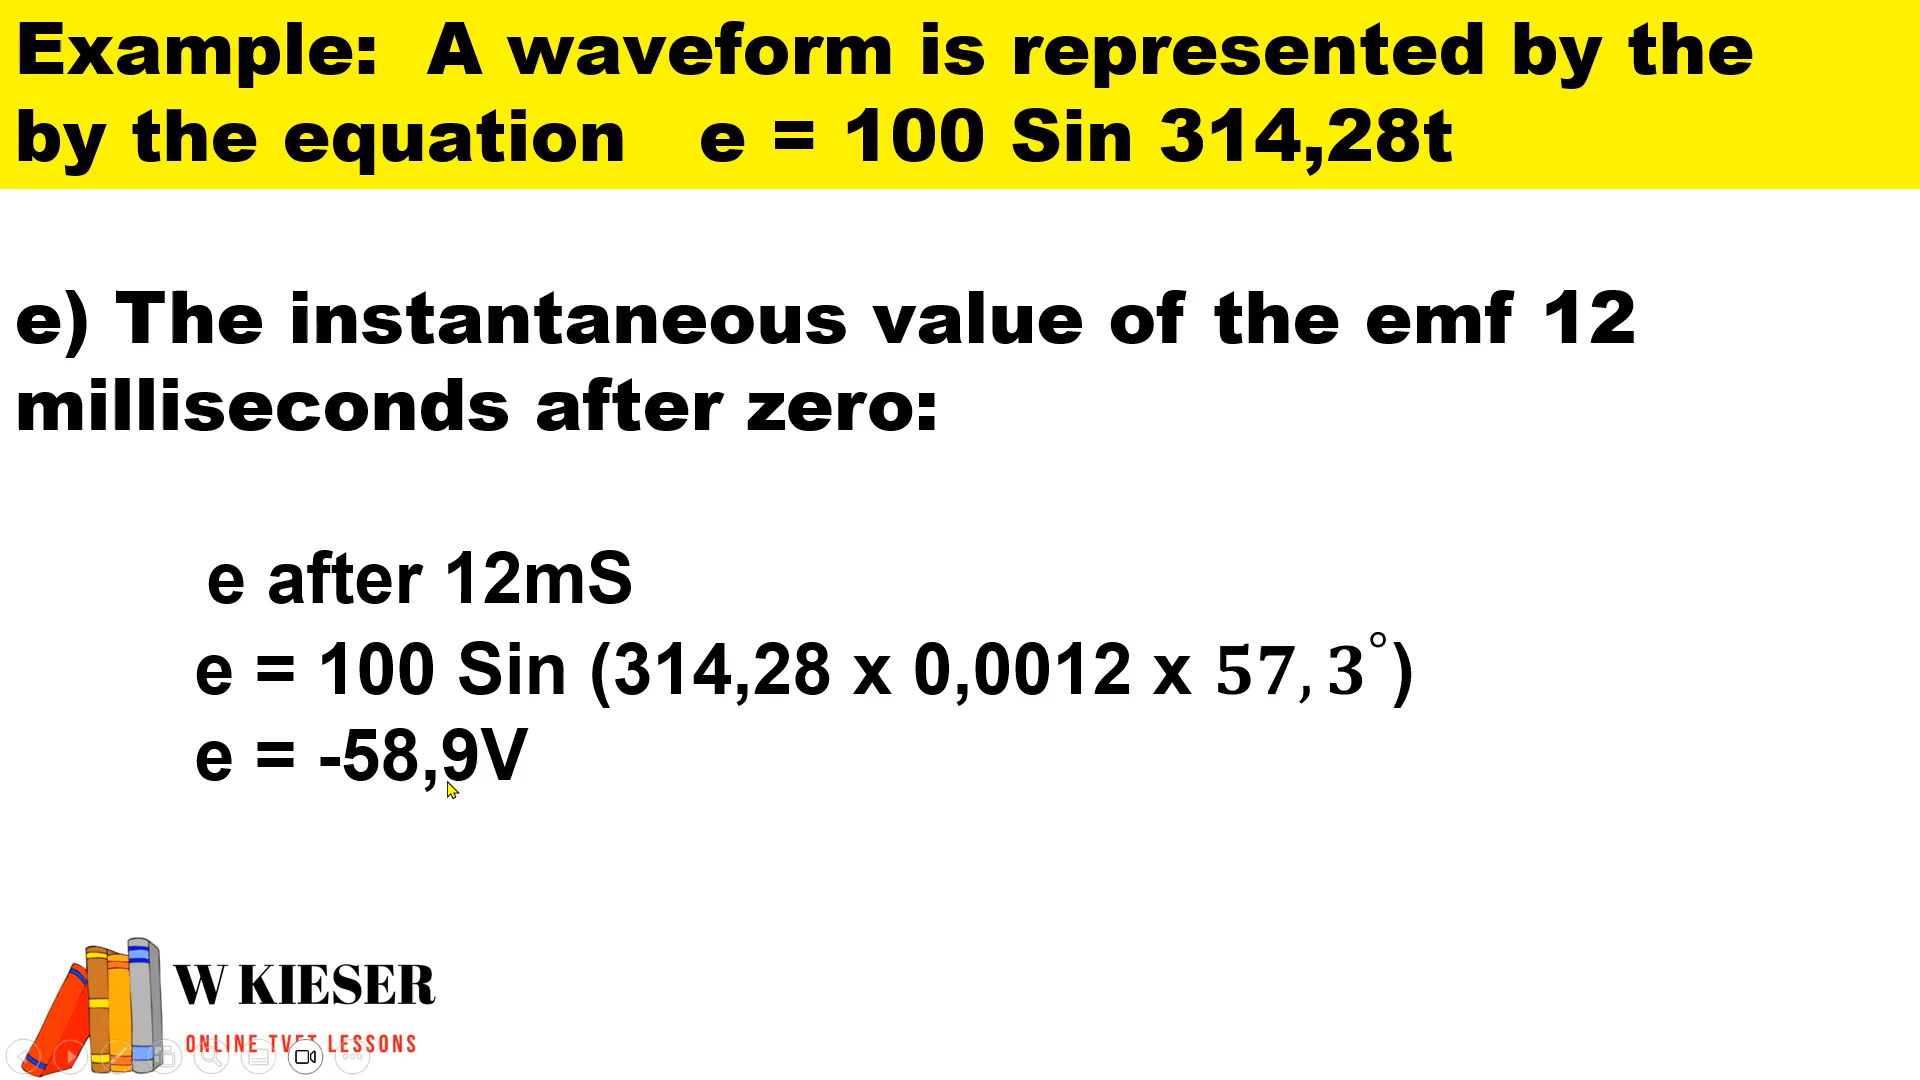 Example:  A waveform is represented by the
by the equation   e = 100 Sin 314,28t
e) The instantaneous value of the emf 12
milliseconds after zero:
e after 12mS
e = 100 Sin (314,28 x 0,0012 x 57,3°)
e = -58,9V
W KIESER
ONLINE TVET LESSONS